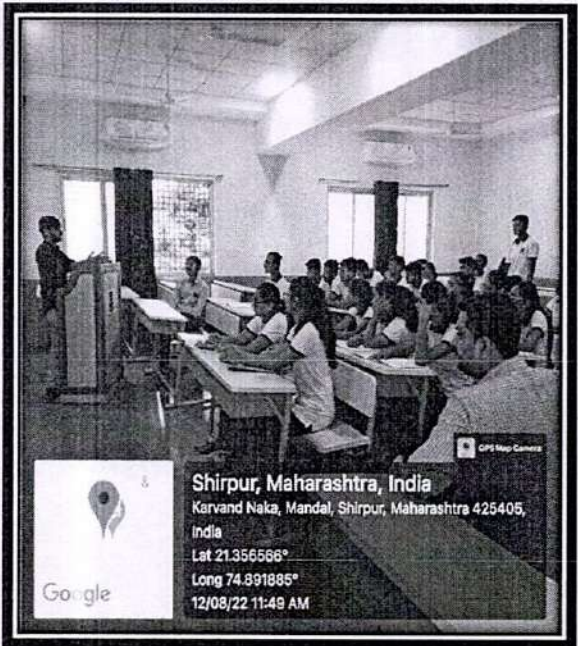 GPS Map Camera
Shirpur, Maharashtra, India
Karvand Naka, Mandal, Shirpur, Maharashtra 425405,
India
Lat 21.356566°
Long 74.891885°
12/08/22 11:49 AM
Google